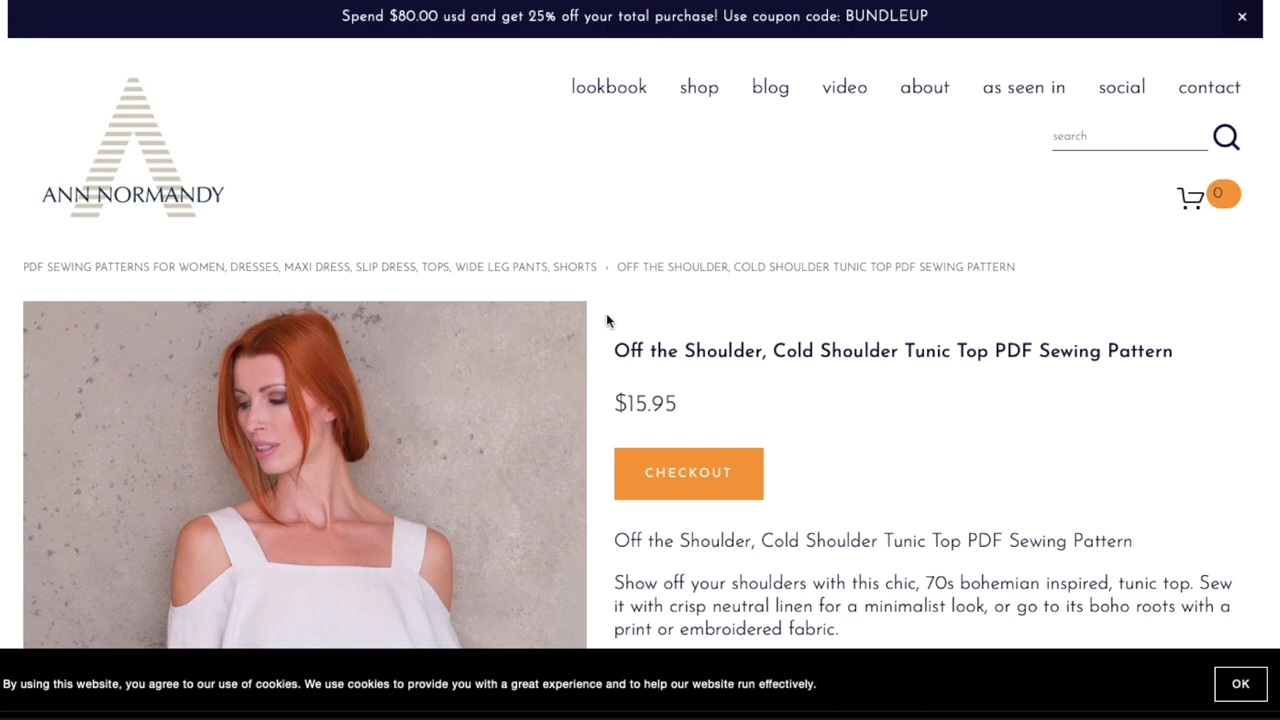 Spend $80.00 usd and get 25% off your total purchase! Use coupon code: BUNDLEUP ×
lookbook shop blog video about as seen in social contact
search
ANN NORMANDY
0
PDF SEWING PATTERNS FOR WOMEN, DRESSES, MAXI DRESS, SLIP DRESS, TOPS, WIDE LEG PANTS, SHORTS › OFF THE SHOULDER, COLD SHOULDER TUNIC TOP PDF SEWING PATTERN
Off the Shoulder, Cold Shoulder Tunic Top PDF Sewing Pattern
$15.95
CHECKOUT
Off the Shoulder, Cold Shoulder Tunic Top PDF Sewing Pattern
Show off your shoulders with this chic, 70s bohemian inspired, tunic top. Sew
it with crisp neutral linen for a minimalist look, or go to its boho roots with a
print or embroidered fabric.
By using this website, you agree to our use of cookies. We use cookies to provide you with a great experience and to help our website run effectively.
OK